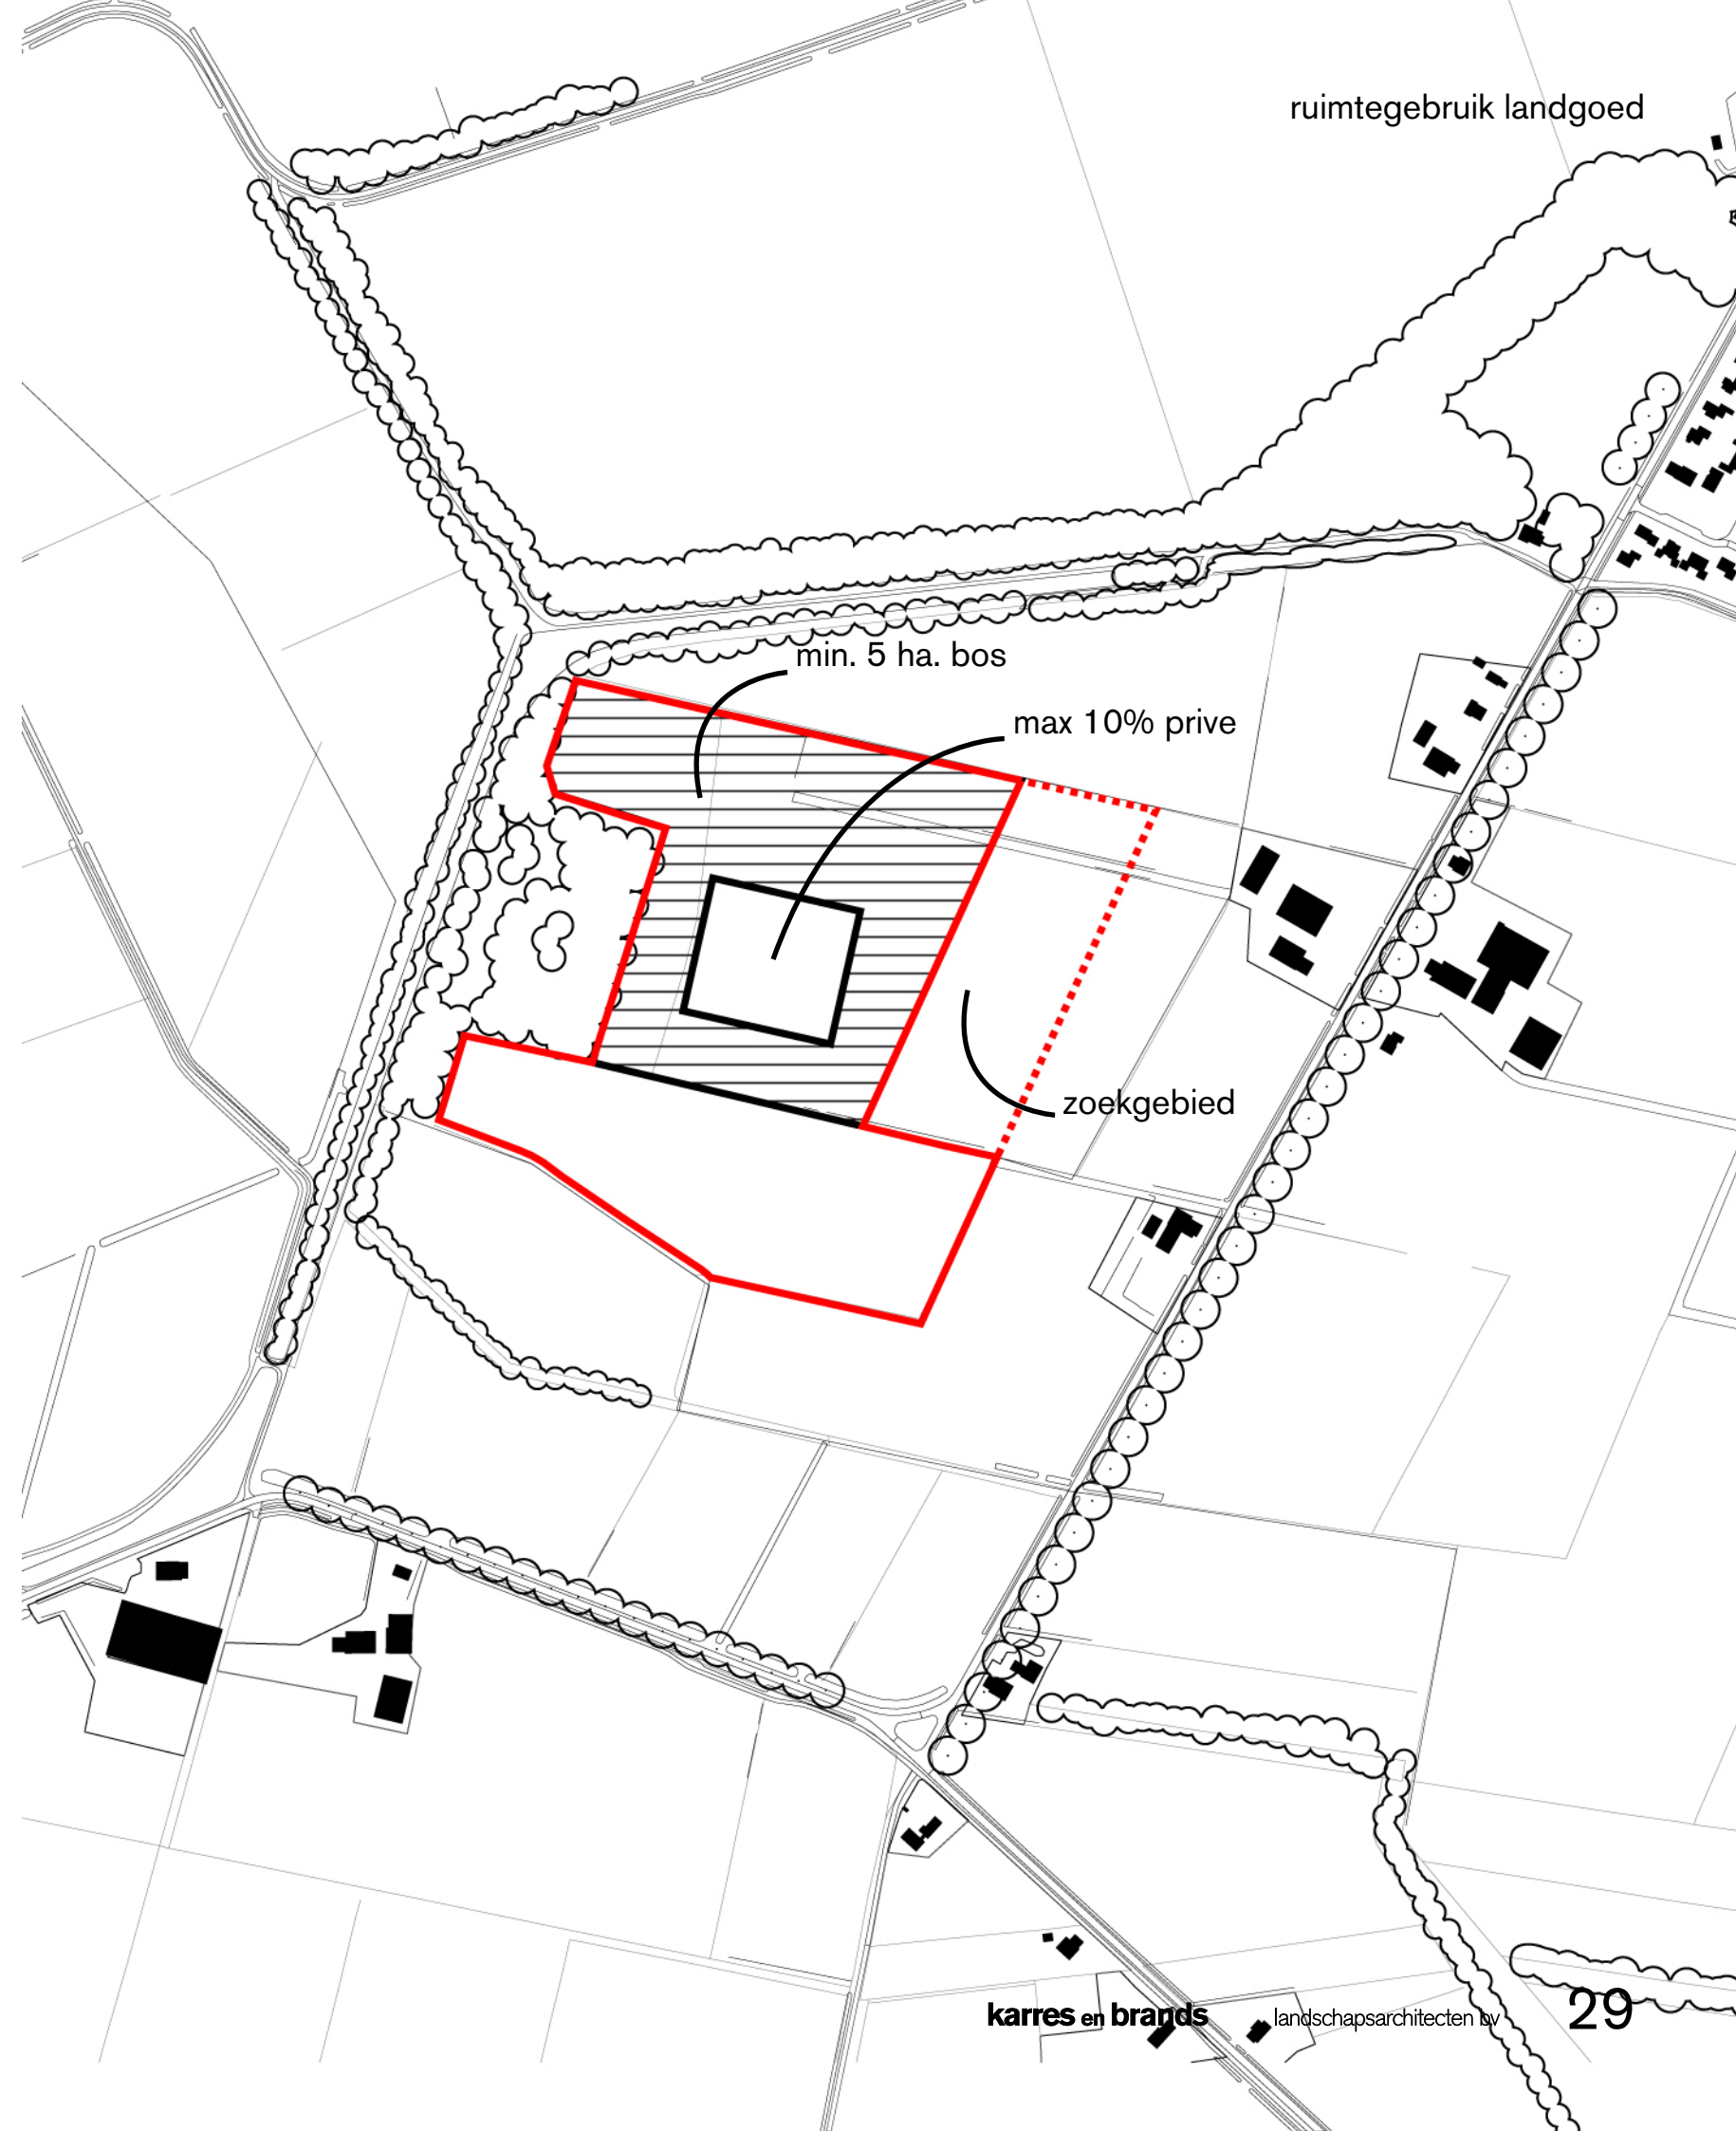 ruimtegebruik landgoed
min. 5 ha. bos
max 10% prive
zoekgebied
karres en brands landschapsarchitecten bv 29